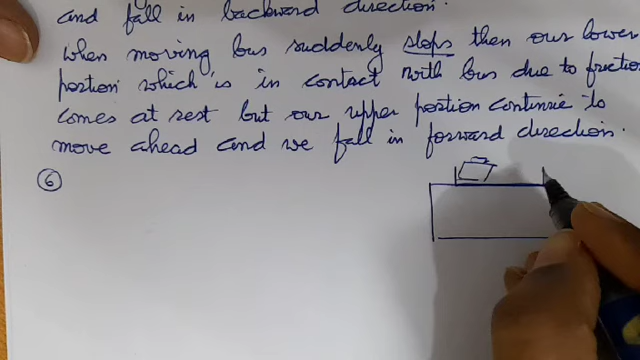 and fall in backward direction.
when moving bus suddenly stops then our lower
portion which is in contact with bus due to friction
comes at rest but our upper portion continue to
move ahead and we fall in forward direction.
6